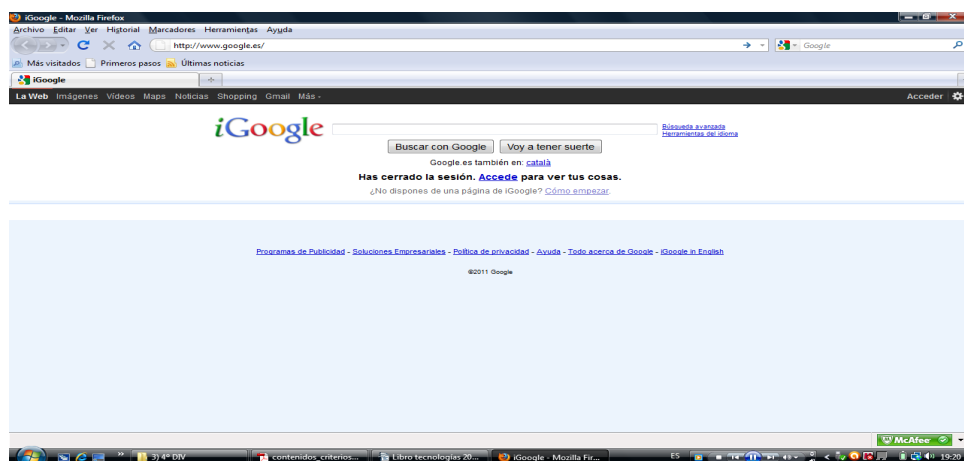 iGoogle - Mozilla Firefox
Archivo Editar Ver Historial Marcadores Herramientas Ayuda
http://www.google.es/ Google
Más visitados Primeros pasos Últimas noticias
iGoogle
La Web Imágenes Vídeos Maps Noticias Shopping Gmail Más Acceder
iGoogle Búsqueda avanzada
Herramientas del idioma
Buscar con Google Voy a tener suerte
Google.es también en: català
Has cerrado la sesión. Accede para ver tus cosas.
¿No dispones de una página de iGoogle? Cómo empezar.
Programas de Publicidad - Soluciones Empresariales - Política de privacidad - Ayuda - Todo acerca de Google - iGoogle in English
©2011 Google
McAfee
3) 4º DIV contenidos_criterios... Libro tecnologías 20... iGoogle - Mozilla Fir... ES 19:20